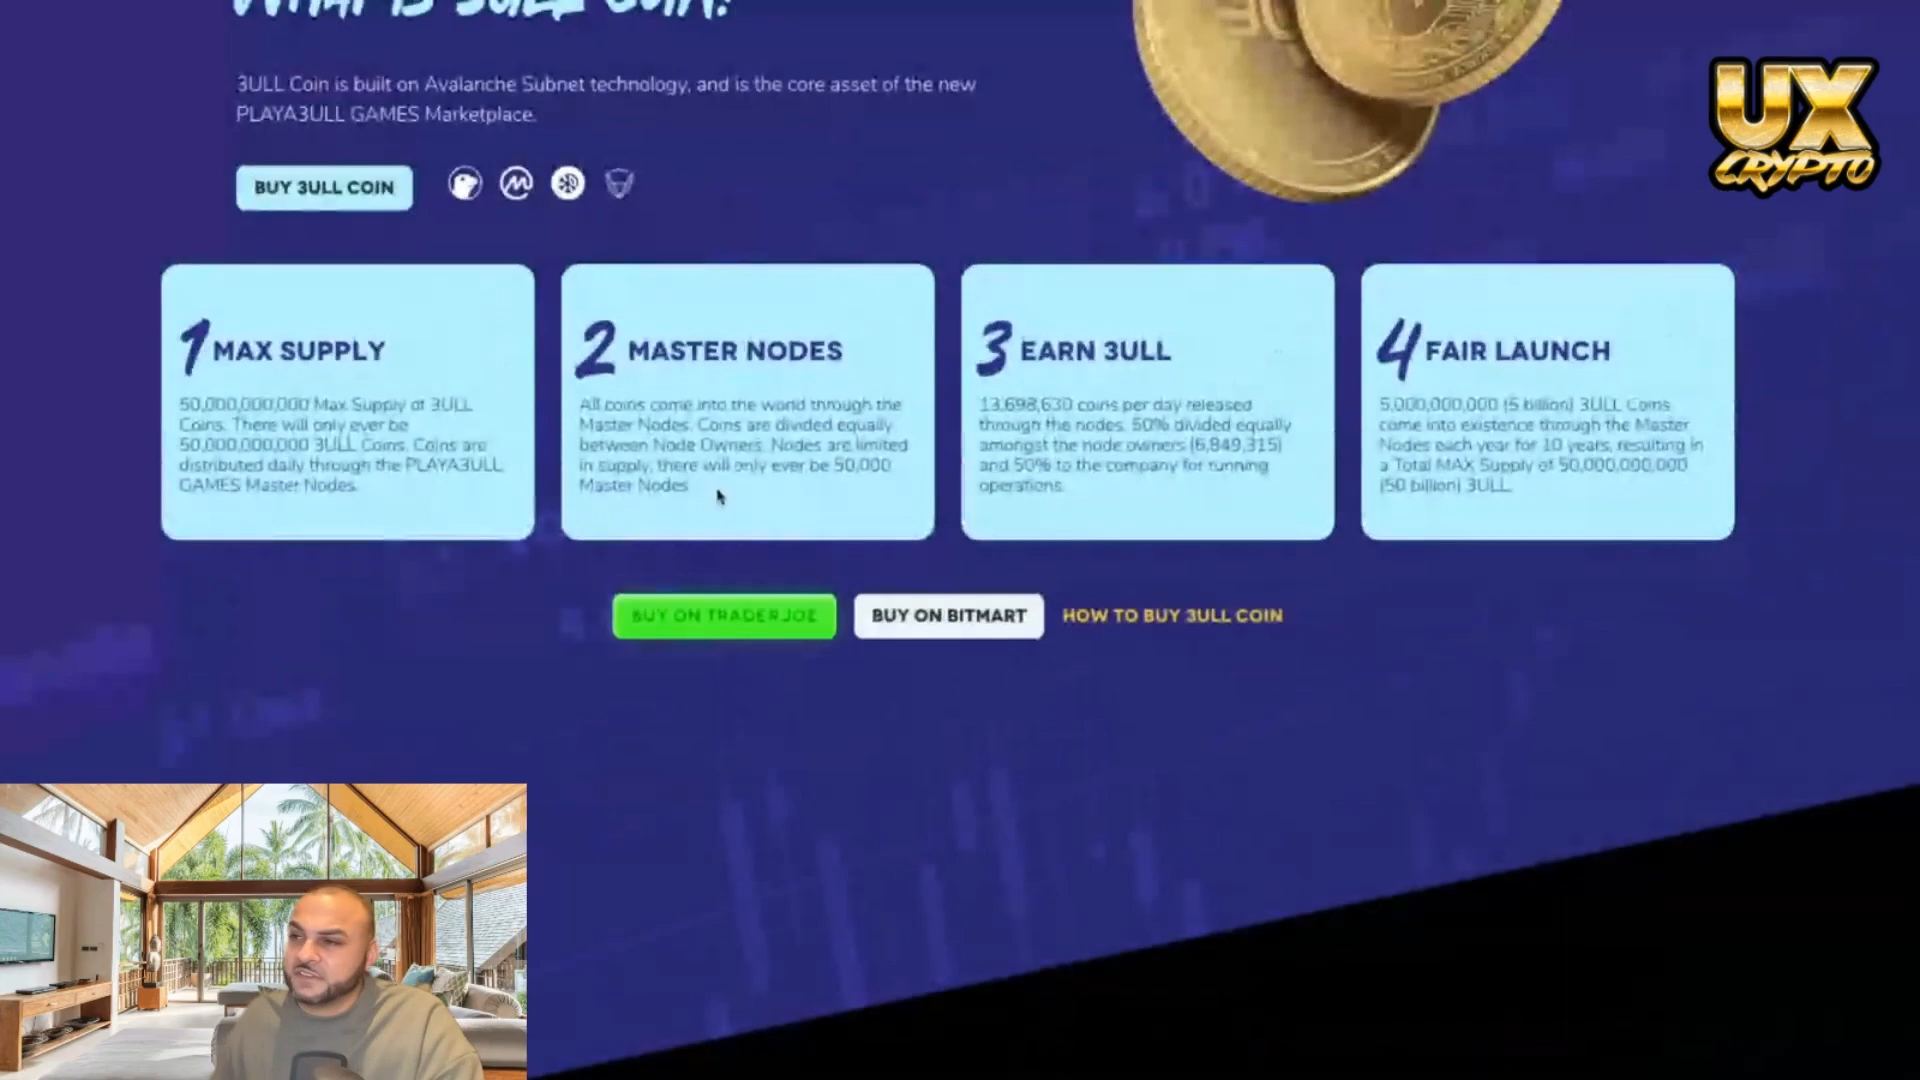 WHAT IS 3ULL COIN?
3ULL Coin is built on Avalanche Subnet technology, and is the core asset of the new
PLAYA3ULL GAMES Marketplace.
BUY 3ULL COIN
UX
CRYPTO
1 MAX SUPPLY
50,000,000,000 Max Supply of 3ULL
Coins. There will only ever be
50,000,000,000 3ULL Coins. Coins are
distributed daily through the PLAYA3ULL
GAMES Master Nodes.
2 MASTER NODES
All coins come into the world through the
Master Nodes. Coins are divided equally
between Node Owners. Nodes are limited
in supply, there will only ever be 50,000
Master Nodes
3 EARN 3ULL
13,698,630 coins per day released
through the nodes. 50% divided equally
amongst the node owners (6,849,315)
and 50% to the company for running
operations.
4 FAIR LAUNCH
5,000,000,000 (5 billion) 3ULL Coins
come into existence through the Master
Nodes each year for 10 years, resulting in
a Total MAX Supply of 50,000,000,000
(50 billion) 3ULL.
BUY ON TRADERJOE
BUY ON BITMART
HOW TO BUY 3ULL COIN